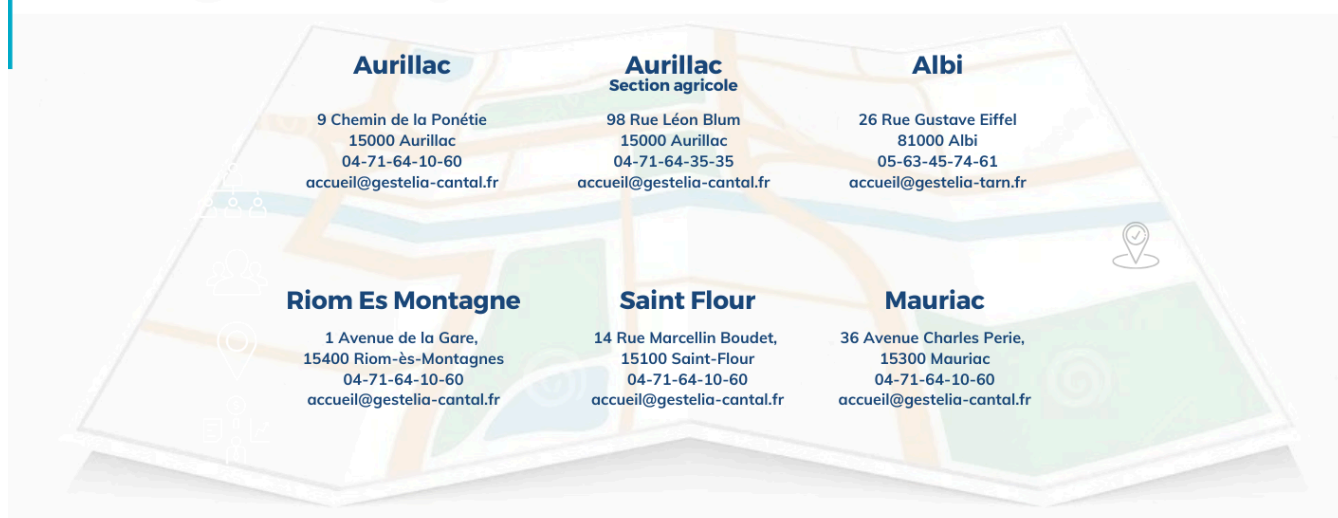 Aurillac
9 Chemin de la Ponétie
15000 Aurillac
04-71-64-10-60
accueil@gestelia-cantal.fr
Aurillac
Section agricole
98 Rue Léon Blum
15000 Aurillac
04-71-64-35-35
accueil@gestelia-cantal.fr
Albi
26 Rue Gustave Eiffel
81000 Albi
05-63-45-74-61
accueil@gestelia-tarn.fr
Riom Es Montagne
1 Avenue de la Gare,
15400 Riom-ès-Montagnes
04-71-64-10-60
accueil@gestelia-cantal.fr
Saint Flour
14 Rue Marcellin Boudet,
15100 Saint-Flour
04-71-64-10-60
accueil@gestelia-cantal.fr
Mauriac
36 Avenue Charles Perie,
15300 Mauriac
04-71-64-10-60
accueil@gestelia-cantal.fr